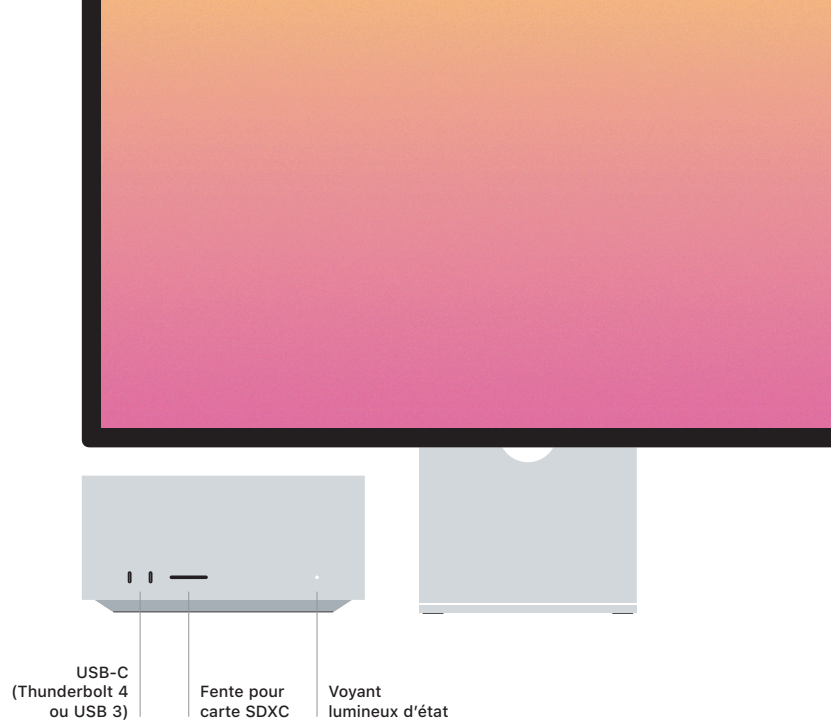 USB-C
(Thunderbolt 4
ou USB 3)
Fente pour
carte SDXC
Voyant
lumineux d’état